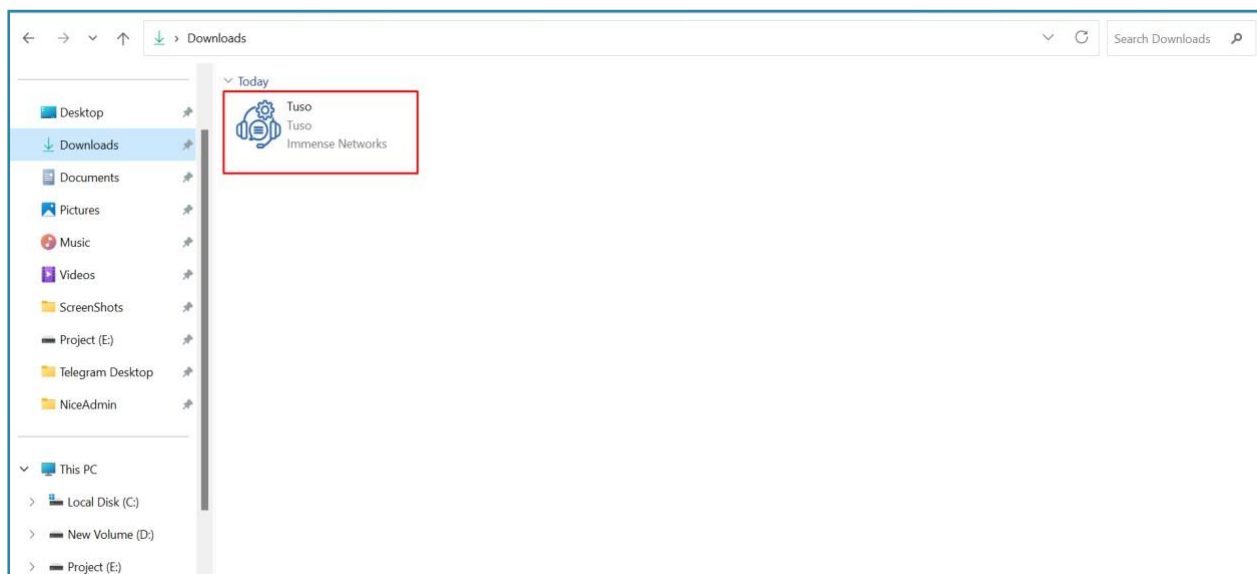 Downloads
Search Downloads
Today
Tuso
Tuso
Immense Networks
Desktop
Downloads
Documents
Pictures
Music
Videos
ScreenShots
Project (E:)
Telegram Desktop
NiceAdmin
This PC
Local Disk (C:)
New Volume (D:)
Project (E:)